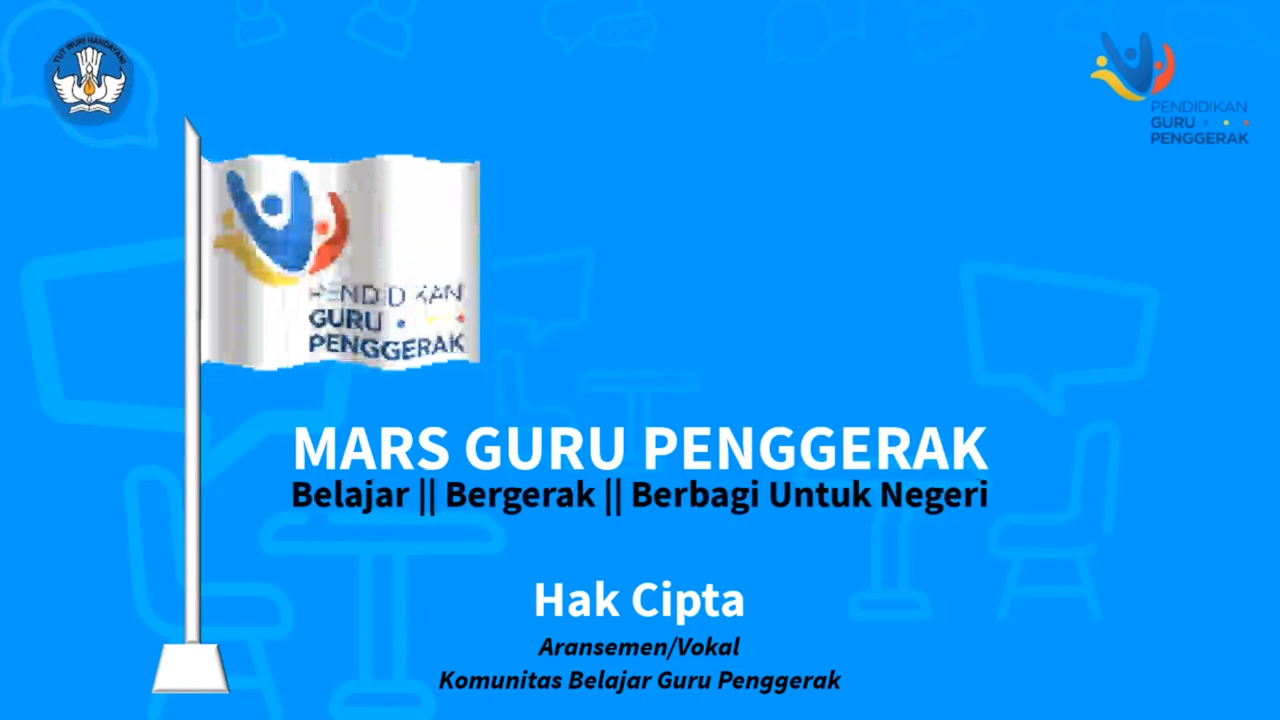 TUT WURI HANDAYANI
PENDIDIKAN
GURU
PENGGERAK
PENDIDIKAN
GURU
PENGGERAK
MARS GURU PENGGERAK
Belajar || Bergerak || Berbagi Untuk Negeri
Hak Cipta
Aransemen/Vokal
Komunitas Belajar Guru Penggerak